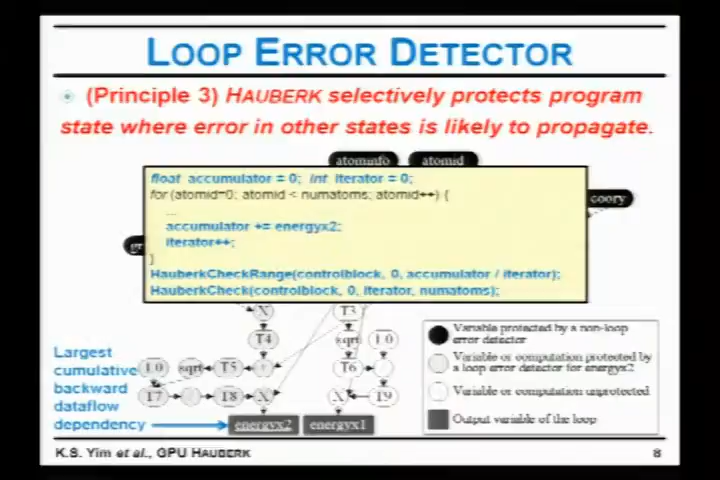 LOOP ERROR DETECTOR
(Principle 3) HAUBERK selectively protects program
state where error in other states is likely to propagate.
atominfo atomid
coory
gr
float accumulator = 0; int iterator = 0;
for (atomid=0; atomid < numatoms; atomid++) {
...
accumulator += energyx2;
iterator++;
}
HauberkCheckRange(controlblock, 0, accumulator / iterator);
HauberkCheck(controlblock, 0, iterator, numatoms);
X T3
T4 sqrt 1.0
1.0 sqrt T5 T6
T7 T8 X X T9
energyx2 energyx1
Largest
cumulative
backward
dataflow
dependency
Variable protected by a non-loop
error detector
Variable or computation protected by
a loop error detector for energyx2
Variable or computation unprotected
Output variable of the loop
K.S. Yim et al., GPU HAUBERK
8